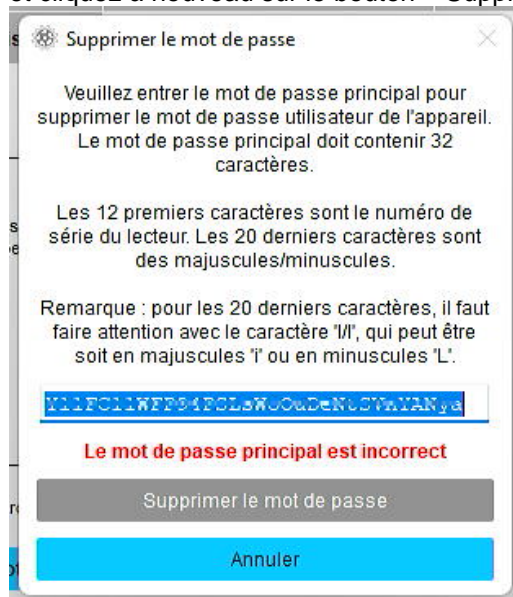 et cliquez à nouveau sur le bouton
Supprimer le mot de passe
Veuillez entrer le mot de passe principal pour
supprimer le mot de passe utilisateur de l'appareil.
Le mot de passe principal doit contenir 32
caractères.
Les 12 premiers caractères sont le numéro de
série du lecteur. Les 20 derniers caractères sont
des majuscules/minuscules.
Remarque : pour les 20 derniers caractères, il faut
faire attention avec le caractère 'I/l', qui peut être
soit en majuscules 'i' ou en minuscules 'L'.
Le mot de passe principal est incorrect
Supprimer le mot de passe
Annuler